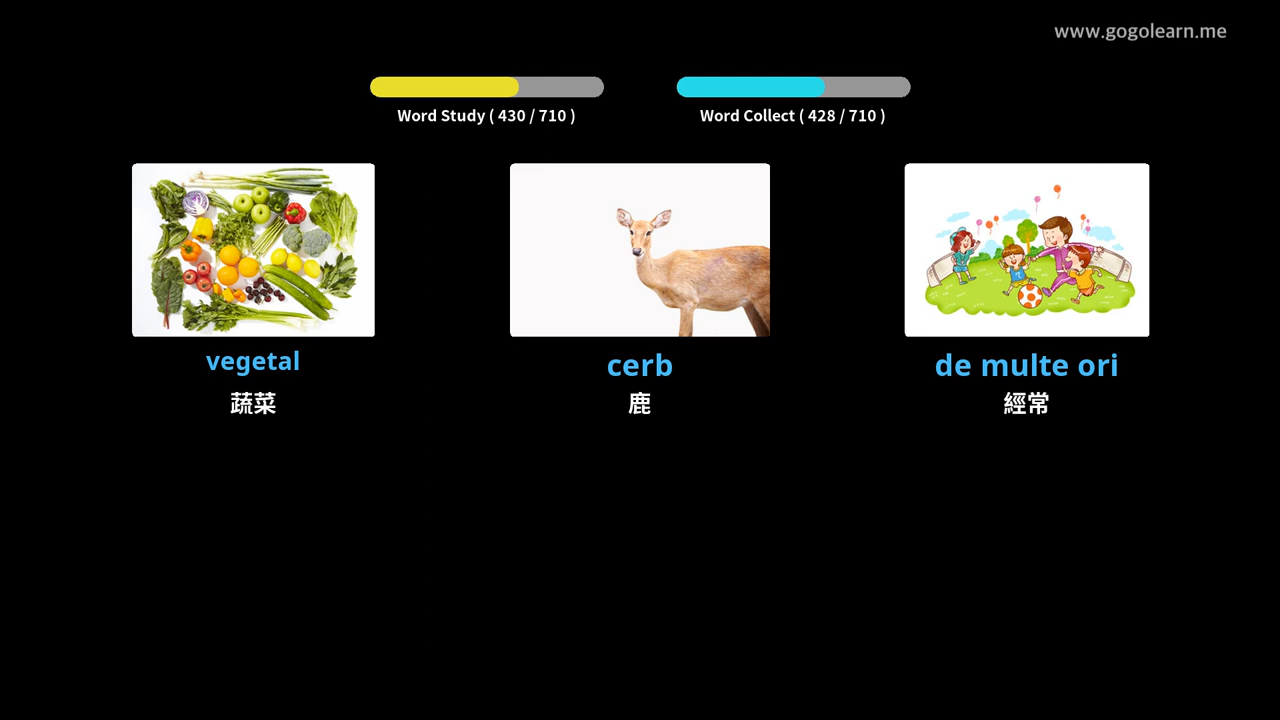 www.gogolearn.me
Word Study ( 430 / 710 )
Word Collect ( 428 / 710 )
vegetal
蔬菜
cerb
鹿
de multe ori
經常